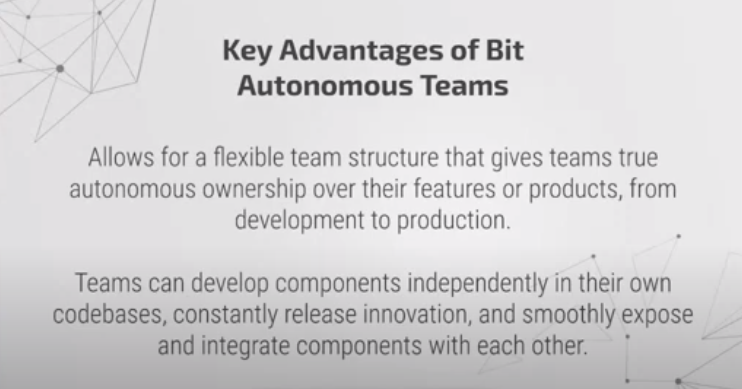 Key Advantages of Bit
Autonomous Teams
Allows for a flexible team structure that gives teams true
autonomous ownership over their features or products, from
development to production.
Teams can develop components independently in their own
codebases, constantly release innovation, and smoothly expose
and integrate components with each other.